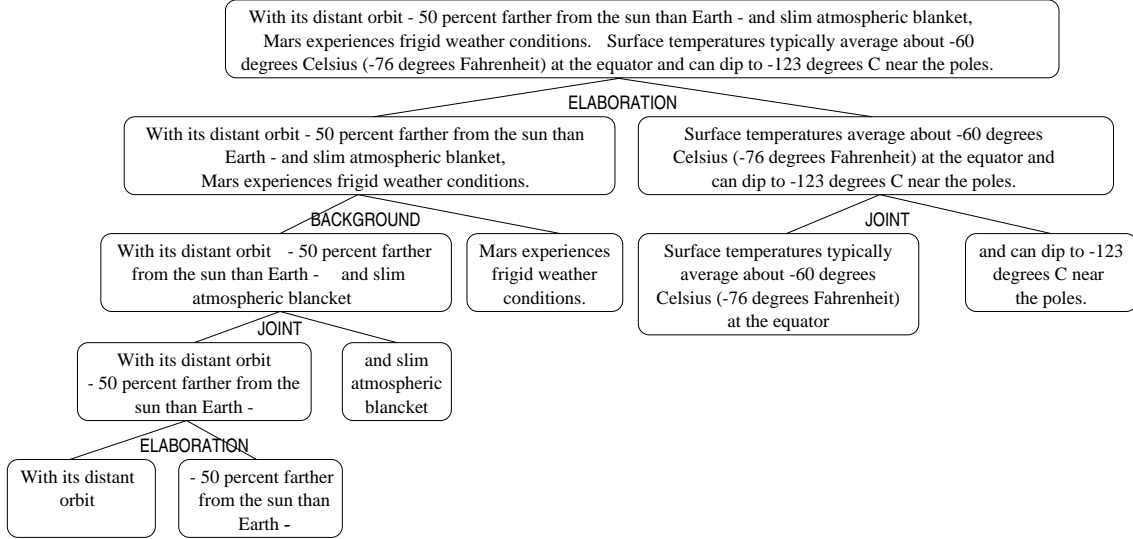 With its distant orbit - 50 percent farther from the sun than Earth - and slim atmospheric blanket,
Mars experiences frigid weather conditions. Surface temperatures typically average about -60
degrees Celsius (-76 degrees Fahrenheit) at the equator and can dip to -123 degrees C near the poles.
ELABORATION
With its distant orbit - 50 percent farther from the sun than
Earth - and slim atmospheric blanket,
Mars experiences frigid weather conditions.
Surface temperatures average about -60 degrees
Celsius (-76 degrees Fahrenheit) at the equator and
can dip to -123 degrees C near the poles.
BACKGROUND
JOINT
With its distant orbit - 50 percent farther
from the sun than Earth - and slim
atmospheric blancket
Mars experiences
frigid weather
conditions.
Surface temperatures typically
average about -60 degrees
Celsius (-76 degrees Fahrenheit)
at the equator
and can dip to -123
degrees C near
the poles.
JOINT
With its distant orbit
- 50 percent farther from the
sun than Earth -
and slim
atmospheric
blancket
ELABORATION
With its distant
orbit
- 50 percent farther
from the sun than
Earth -